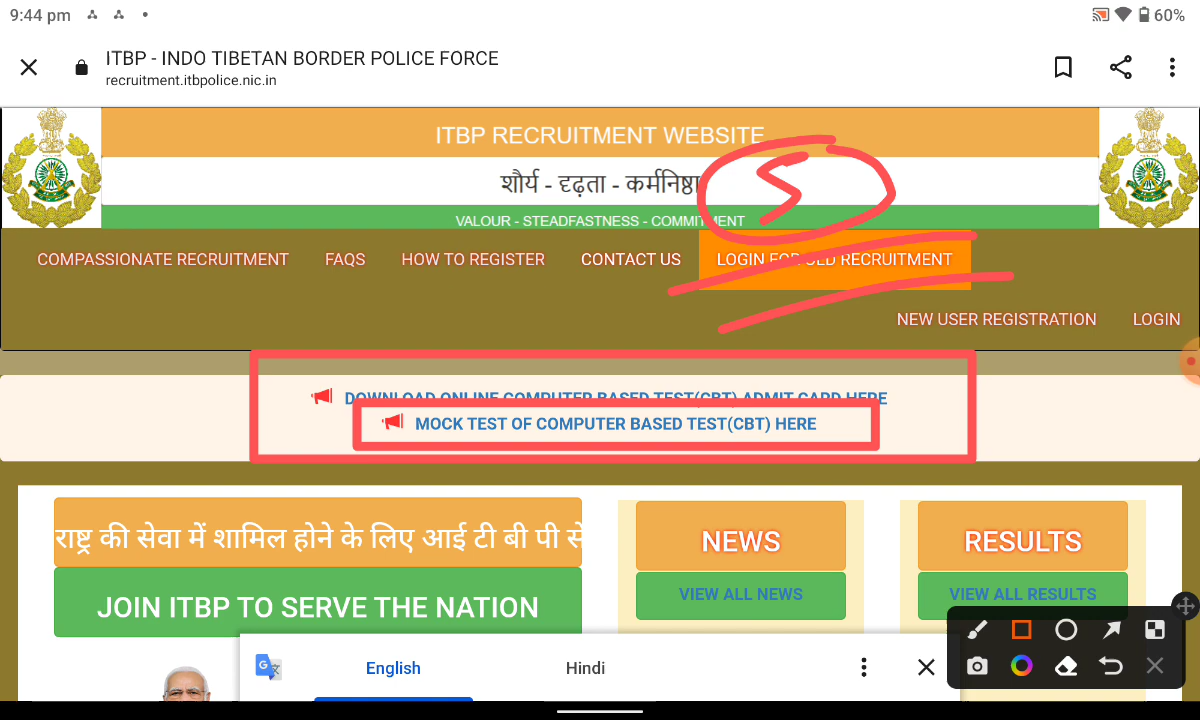 9:44 pm
60%
ITBP - INDO TIBETAN BORDER POLICE FORCE
recruitment.itbpolice.nic.in
ITBP RECRUITMENT WEBSITE
शौर्य - दृढ़ता - कर्मनिष्ठा
VALOUR - STEADFASTNESS - COMMITMENT
COMPASSIONATE RECRUITMENT FAQS HOW TO REGISTER CONTACT US LOGIN FOR OLD RECRUITMENT
NEW USER REGISTRATION LOGIN
DOWNLOAD ONLINE COMPUTER BASED TEST(CBT) ADMIT CARD HERE
MOCK TEST OF COMPUTER BASED TEST(CBT) HERE
राष्ट्र की सेवा में शामिल होने के लिए आई टी बी पी से
JOIN ITBP TO SERVE THE NATION
NEWS
VIEW ALL NEWS
RESULTS
VIEW ALL RESULTS
English Hindi